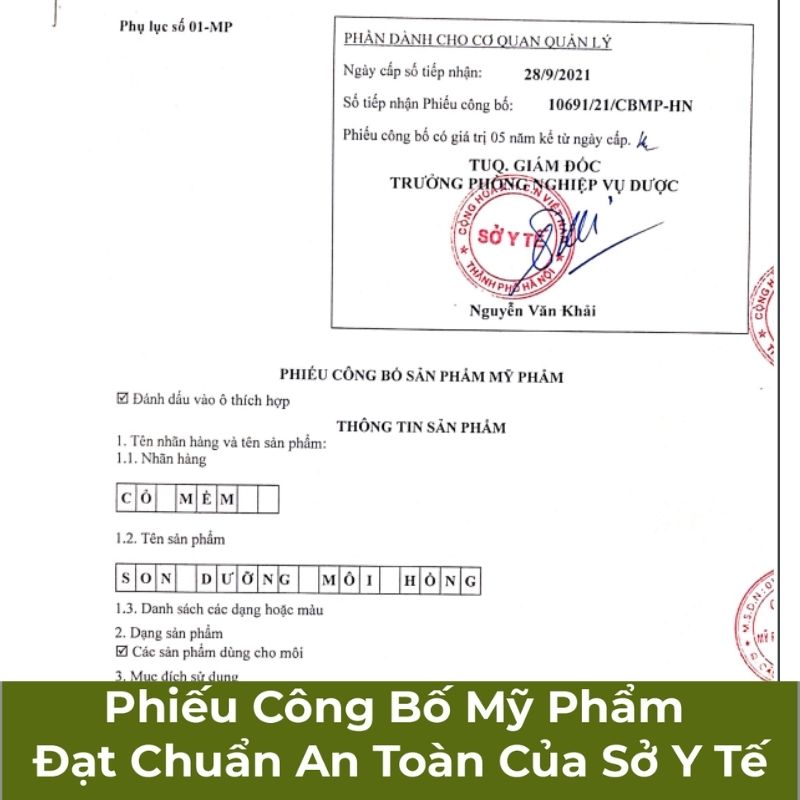 Phụ lục số 01-MP
PHẦN DÀNH CHO CƠ QUAN QUẢN LÝ
Ngày cấp số tiếp nhận: 28/9/2021
Số tiếp nhận Phiếu công bố: 10691/21/CBMP-HN
Phiếu công bố có giá trị 05 năm kể từ ngày cấp.
TUQ. GIÁM ĐỐC
TRƯỞNG PHÒNG NGHIỆP VỤ DƯỢC
SỞ Y TẾ
THÀNH PHỐ HÀ NỘI
Nguyễn Văn Khải
PHIẾU CÔNG BỐ SẢN PHẨM MỸ PHẨM
☑ Đánh dấu vào ô thích hợp
THÔNG TIN SẢN PHẨM
1. Tên nhãn hàng và tên sản phẩm:
1.1. Nhãn hàng
CỎ MỀM
1.2. Tên sản phẩm
SON DƯỠNG MÔI HỒNG
1.3. Danh sách các dạng hoặc màu
2. Dạng sản phẩm
☑ Các sản phẩm dùng cho môi
3. Mục đích sử dụng
Phiếu Công Bố Mỹ Phẩm
Đạt Chuẩn An Toàn Của Sở Y Tế